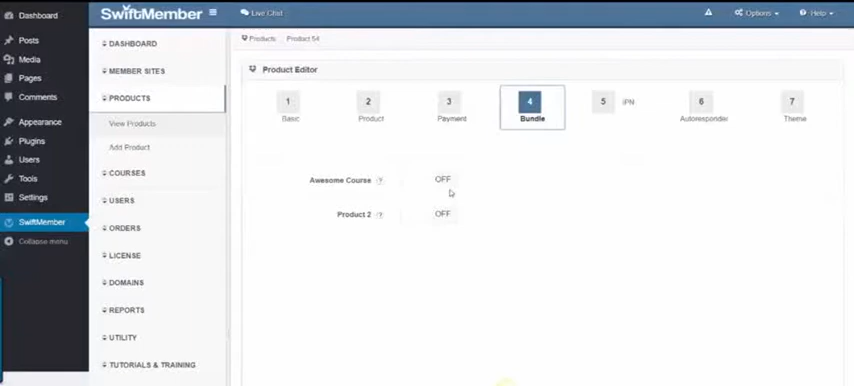 Dashboard
Posts
Media
Pages
Comments
Appearance
Plugins
Users
Tools
Settings
SwiftMember
Collapse menu
SwiftMember
Live Chat
Options
? Help
DASHBOARD
MEMBER SITES
PRODUCTS
View Products
Add Product
COURSES
USERS
ORDERS
LICENSE
DOMAINS
REPORTS
UTILITY
TUTORIALS & TRAINING
Products Product 54
Product Editor
1 2 3 4 5 IPN 6 7
Basic Product Payment Bundle Autoresponder Theme
Awesome Course ? OFF
Product 2 ? OFF